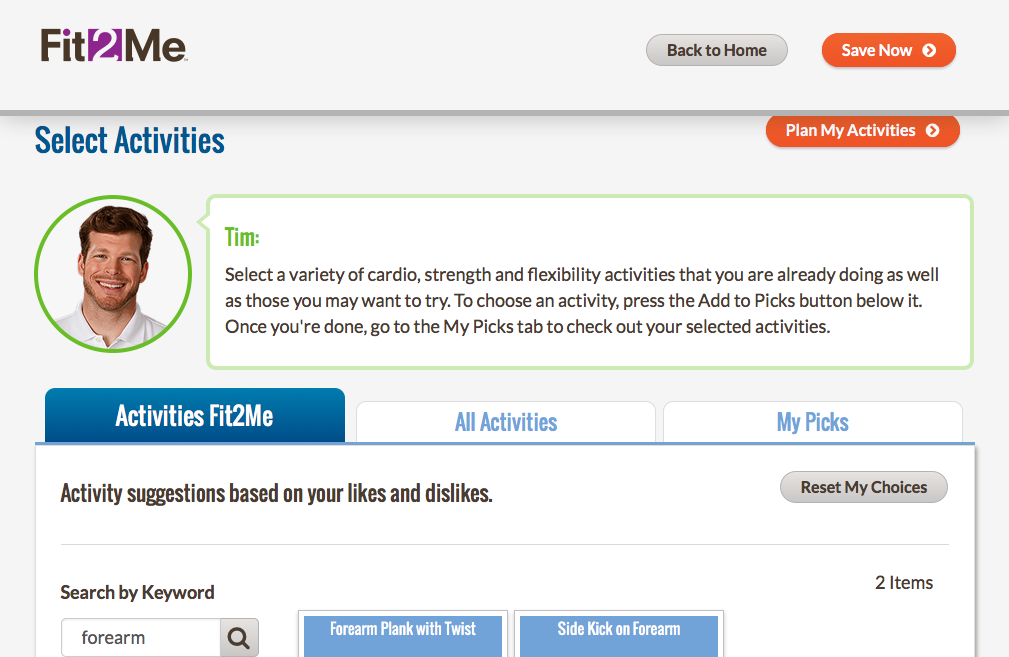 Fit2Me
Back to Home
Save Now
Select Activities
Plan My Activities
Tim:
Select a variety of cardio, strength and flexibility activities that you are already doing as well
as those you may want to try. To choose an activity, press the Add to Picks button below it.
Once you're done, go to the My Picks tab to check out your selected activities.
Activities Fit2Me
All Activities
My Picks
Activity suggestions based on your likes and dislikes.
Reset My Choices
2 Items
Search by Keyword
forearm
Forearm Plank with Twist
Side Kick on Forearm